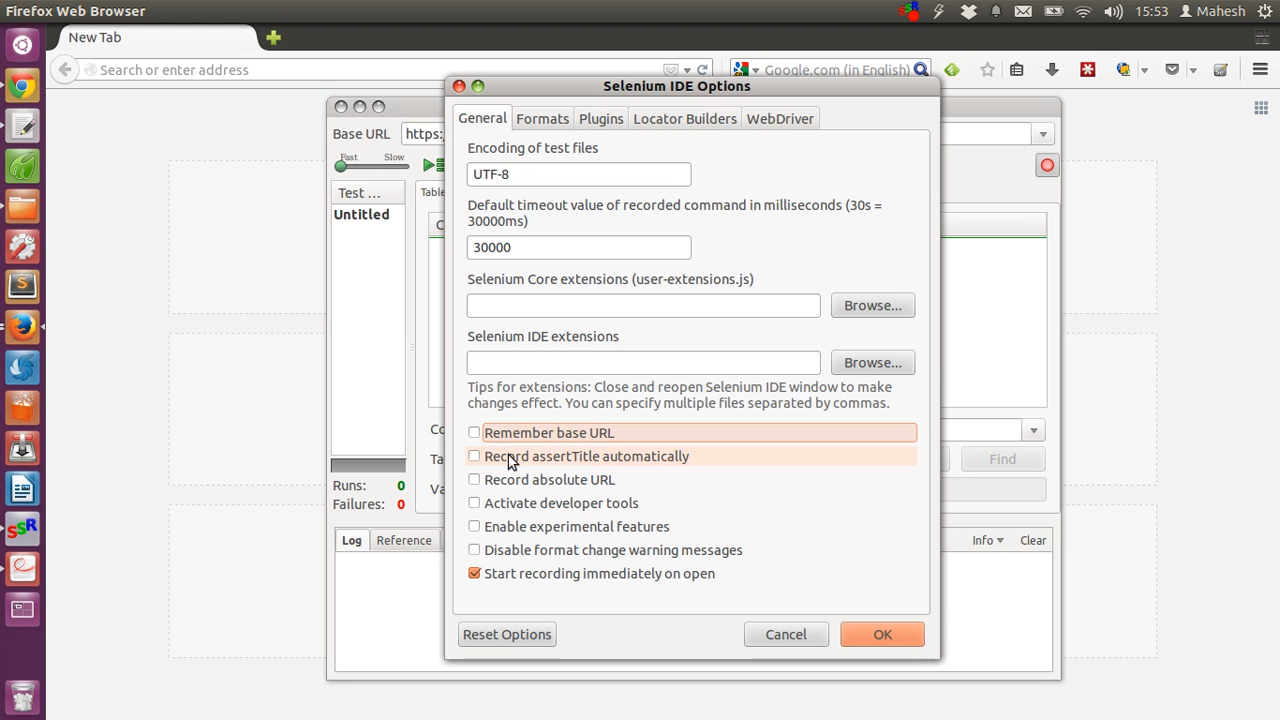 Firefox Web Browser
15:53
Mahesh
New Tab
Search or enter address
Google.com (in English)
Selenium IDE Options
Base URL
https:
General
Formats
Plugins
Locator Builders
WebDriver
Fast
Slow
Encoding of test files
UTF-8
Test ...
Table
Untitled
Default timeout value of recorded command in milliseconds (30s =
30000ms)
30000
Selenium Core extensions (user-extensions.js)
Browse...
Selenium IDE extensions
Browse...
Tips for extensions: Close and reopen Selenium IDE window to make
changes effect. You can specify multiple files separated by commas.
Remember base URL
Record assertTitle automatically
Find
Record absolute URL
Runs: 0
Failures: 0
Activate developer tools
Enable experimental features
Log
Reference
Info
Clear
Disable format change warning messages
Start recording immediately on open
Reset Options
Cancel
OK